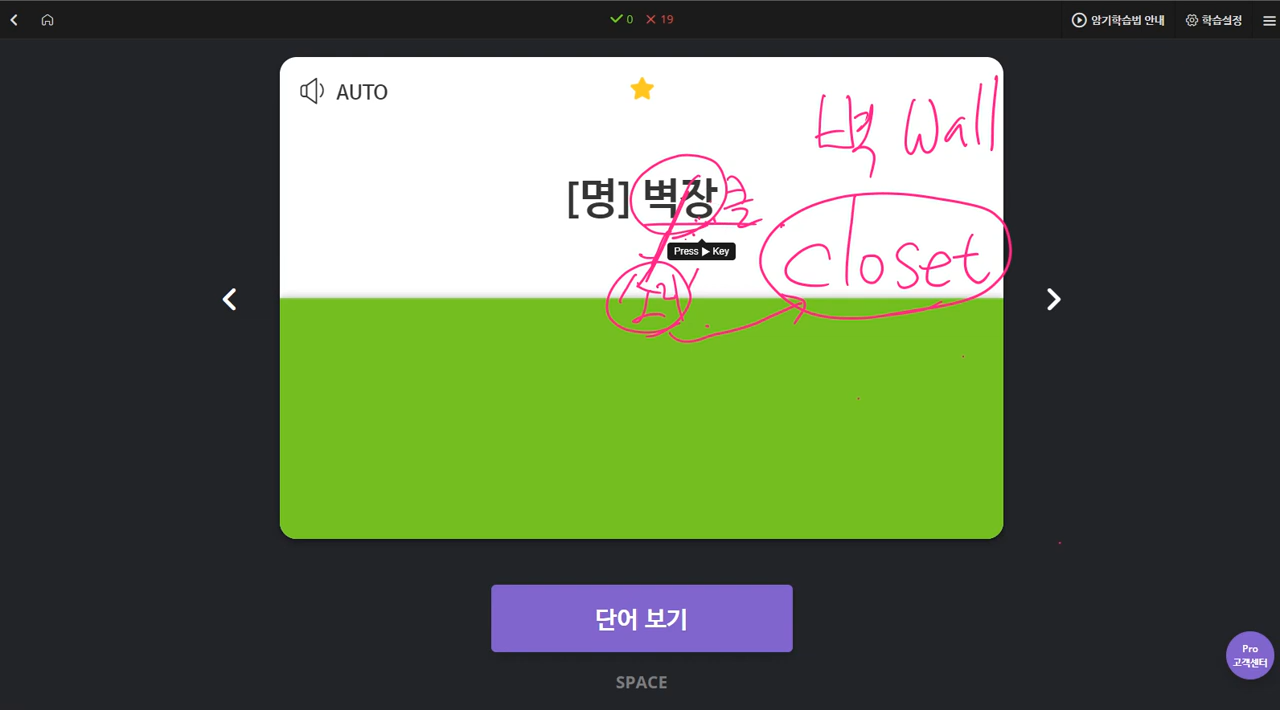 0 19 암기학습법 안내 학습설정
AUTO
벽 Wall
[명] 벽장
Press ▶ Key
Closet
단어 보기
SPACE
Pro
고객센터